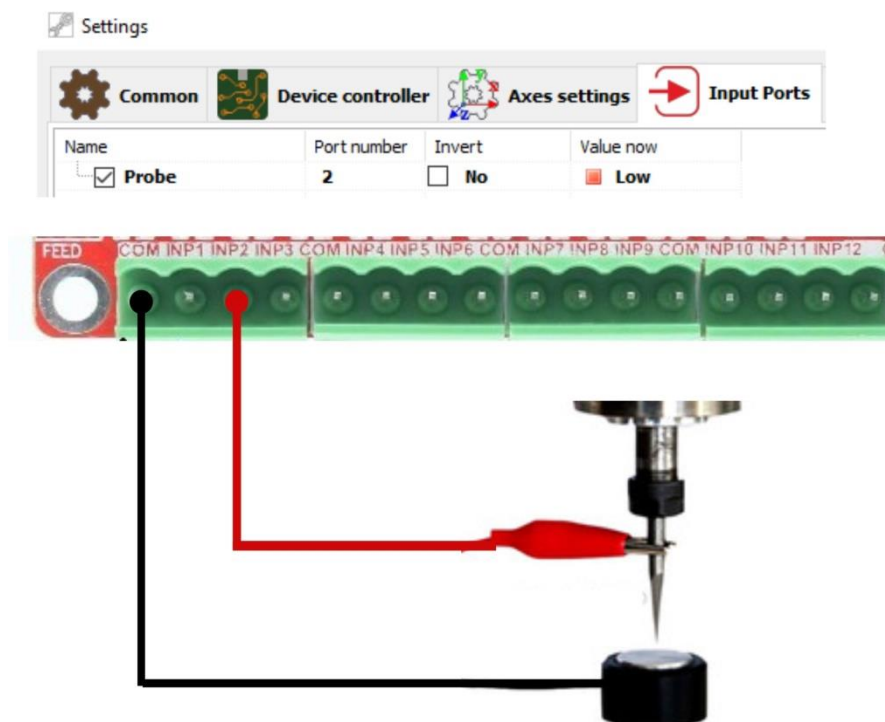 Settings
Common Device controller Axes settings Input Ports
Name Port number Invert Value now
Probe 2 No Low
FEED COM INP1 INP2 INP3 COM INP4 INP5 INP6 COM INP7 INP8 INP9 COM INP10 INP11 INP12